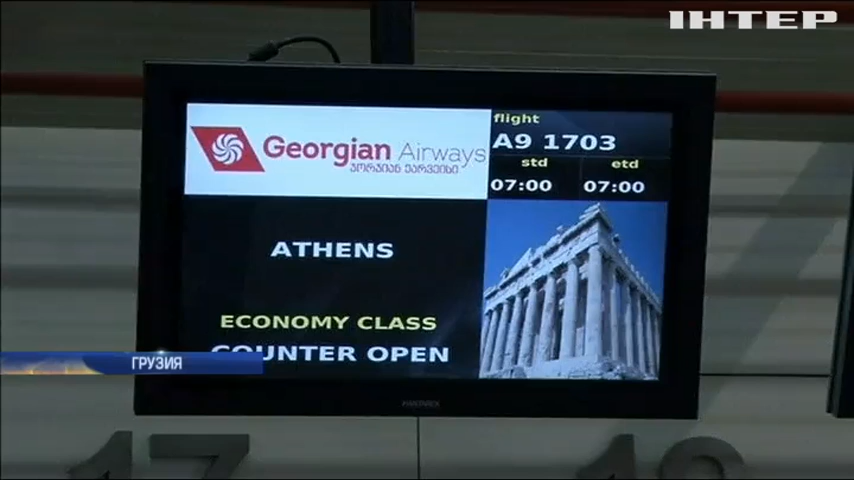 ІНТЕР
Georgian Airways
ჯორჯიან ეარვეისი
flight
A9 1703
std etd
07:00 07:00
ATHENS
ECONOMY CLASS
COUNTER OPEN
ГРУЗИЯ
17